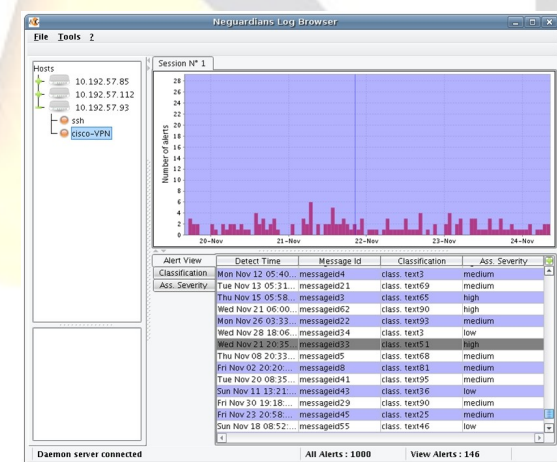 Neguardians Log Browser
File Tools ?
Hosts
10.192.57.85
10.192.57.112
10.192.57.93
ssh
cisco-VPN
Session N° 1
Number of alerts
28
26
24
22
20
18
16
14
12
10
8
6
4
2
0
20-Nov 21-Nov 22-Nov 23-Nov 24-Nov
Alert View
Classification
Ass. Severity
Detect Time Message Id Classification Ass. Severity
Mon Nov 12 05:40... messageid4 class. text3 medium
Tue Nov 13 05:31... messageid21 class. text69 medium
Thu Nov 15 05:58... messageid3 class. text65 high
Wed Nov 21 06:00... messageid62 class. text90 high
Mon Nov 26 03:33... messageid22 class. text93 medium
Wed Nov 28 18:06... messageid34 class. text3 low
Wed Nov 21 20:35... messageid33 class. text51 high
Thu Nov 08 20:33... messageid5 class. text68 medium
Fri Nov 02 20:20:... messageid8 class. text81 medium
Tue Nov 20 08:35... messageid41 class. text95 medium
Sun Nov 11 13:21:... messageid43 class. text36 low
Fri Nov 30 19:18:... messageid29 class. text90 medium
Fri Nov 23 20:58:... messageid45 class. text25 medium
Sun Nov 18 08:52:... messageid55 class. text46 low
Daemon server connected All Alerts : 1000 View Alerts : 146